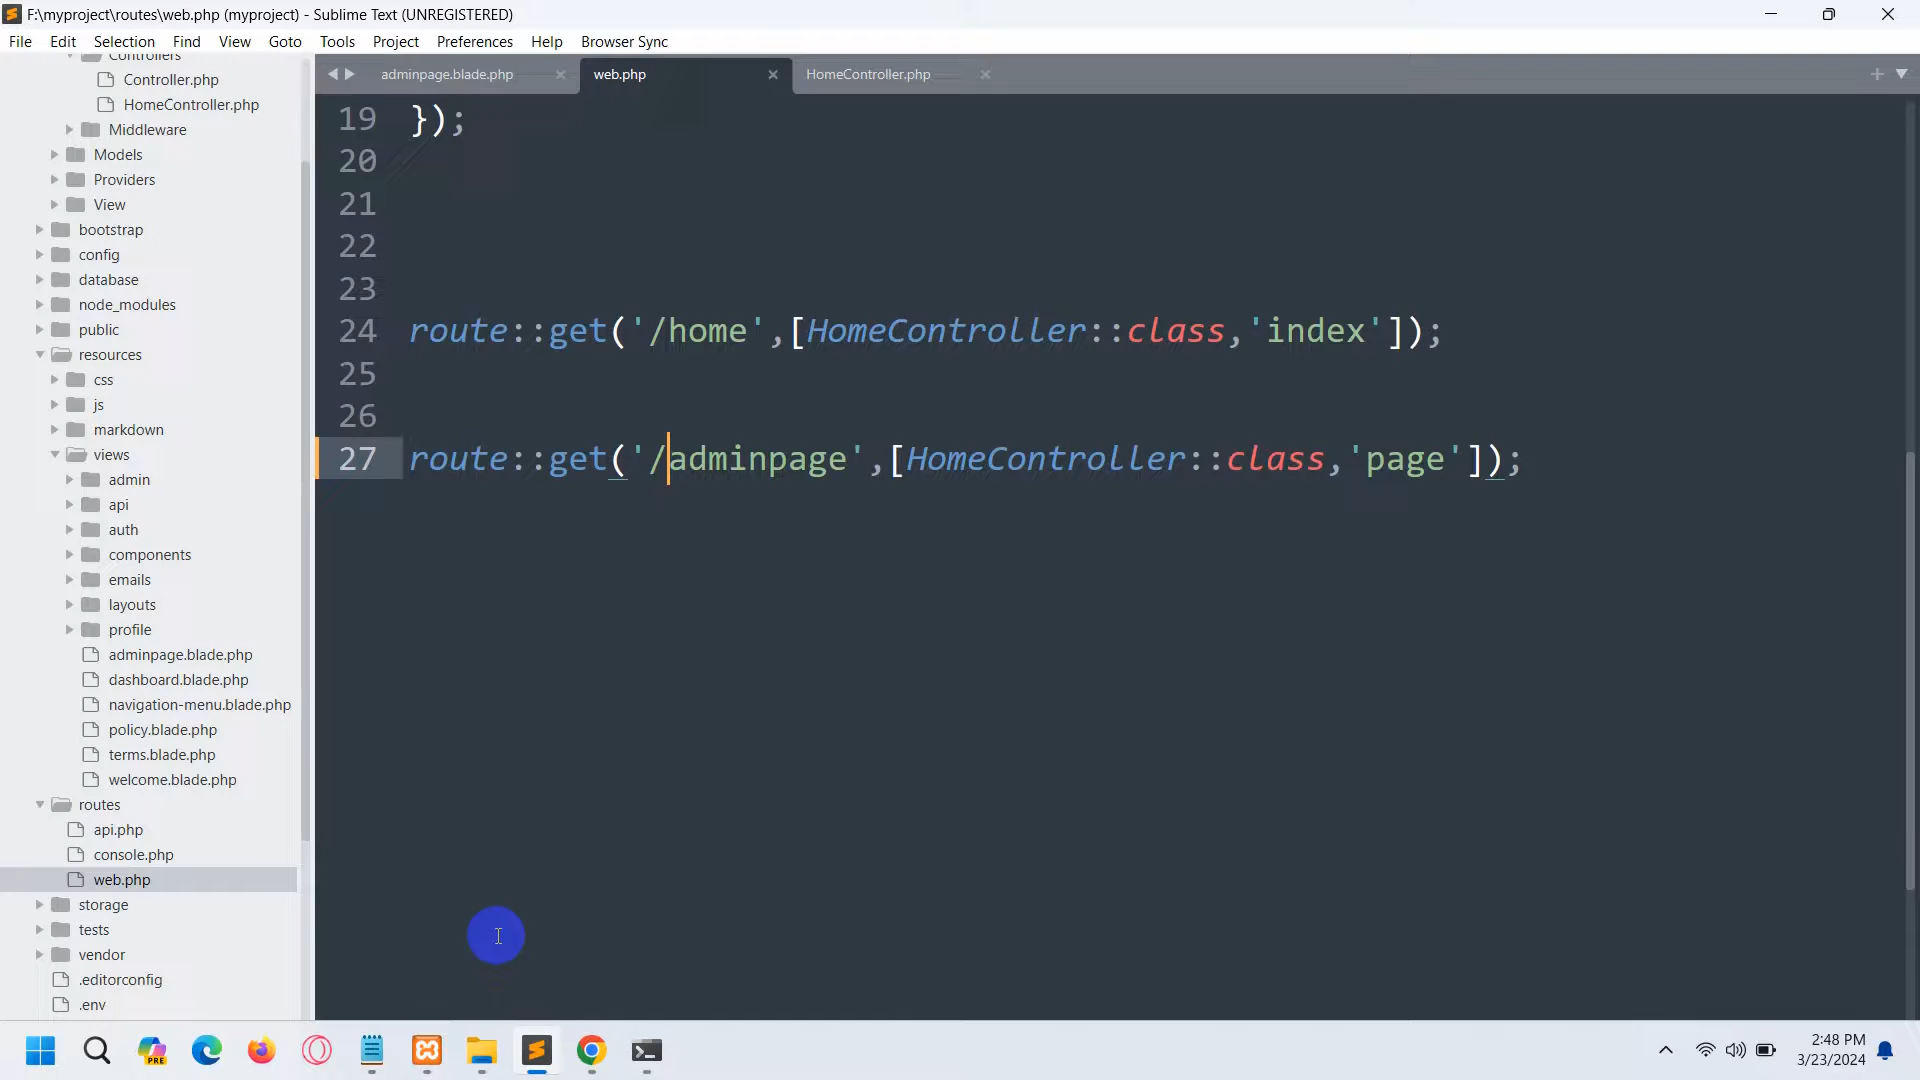 F:\myproject\routes\web.php (myproject) - Sublime Text (UNREGISTERED)
File Edit Selection Find View Goto Tools Project Preferences Help Browser Sync
Controllers
Controller.php
HomeController.php
Middleware
Models
Providers
View
bootstrap
config
database
node_modules
public
resources
css
js
markdown
views
admin
api
auth
components
emails
layouts
profile
adminpage.blade.php
dashboard.blade.php
navigation-menu.blade.php
policy.blade.php
terms.blade.php
welcome.blade.php
routes
api.php
console.php
web.php
storage
tests
vendor
.editorconfig
.env
adminpage.blade.php web.php HomeController.php
19 });
20
21
22
23
24 route::get('/home',[HomeController::class,'index']);
25
26
27 route::get('/adminpage',[HomeController::class,'page']);
PRE
2:48 PM
3/23/2024